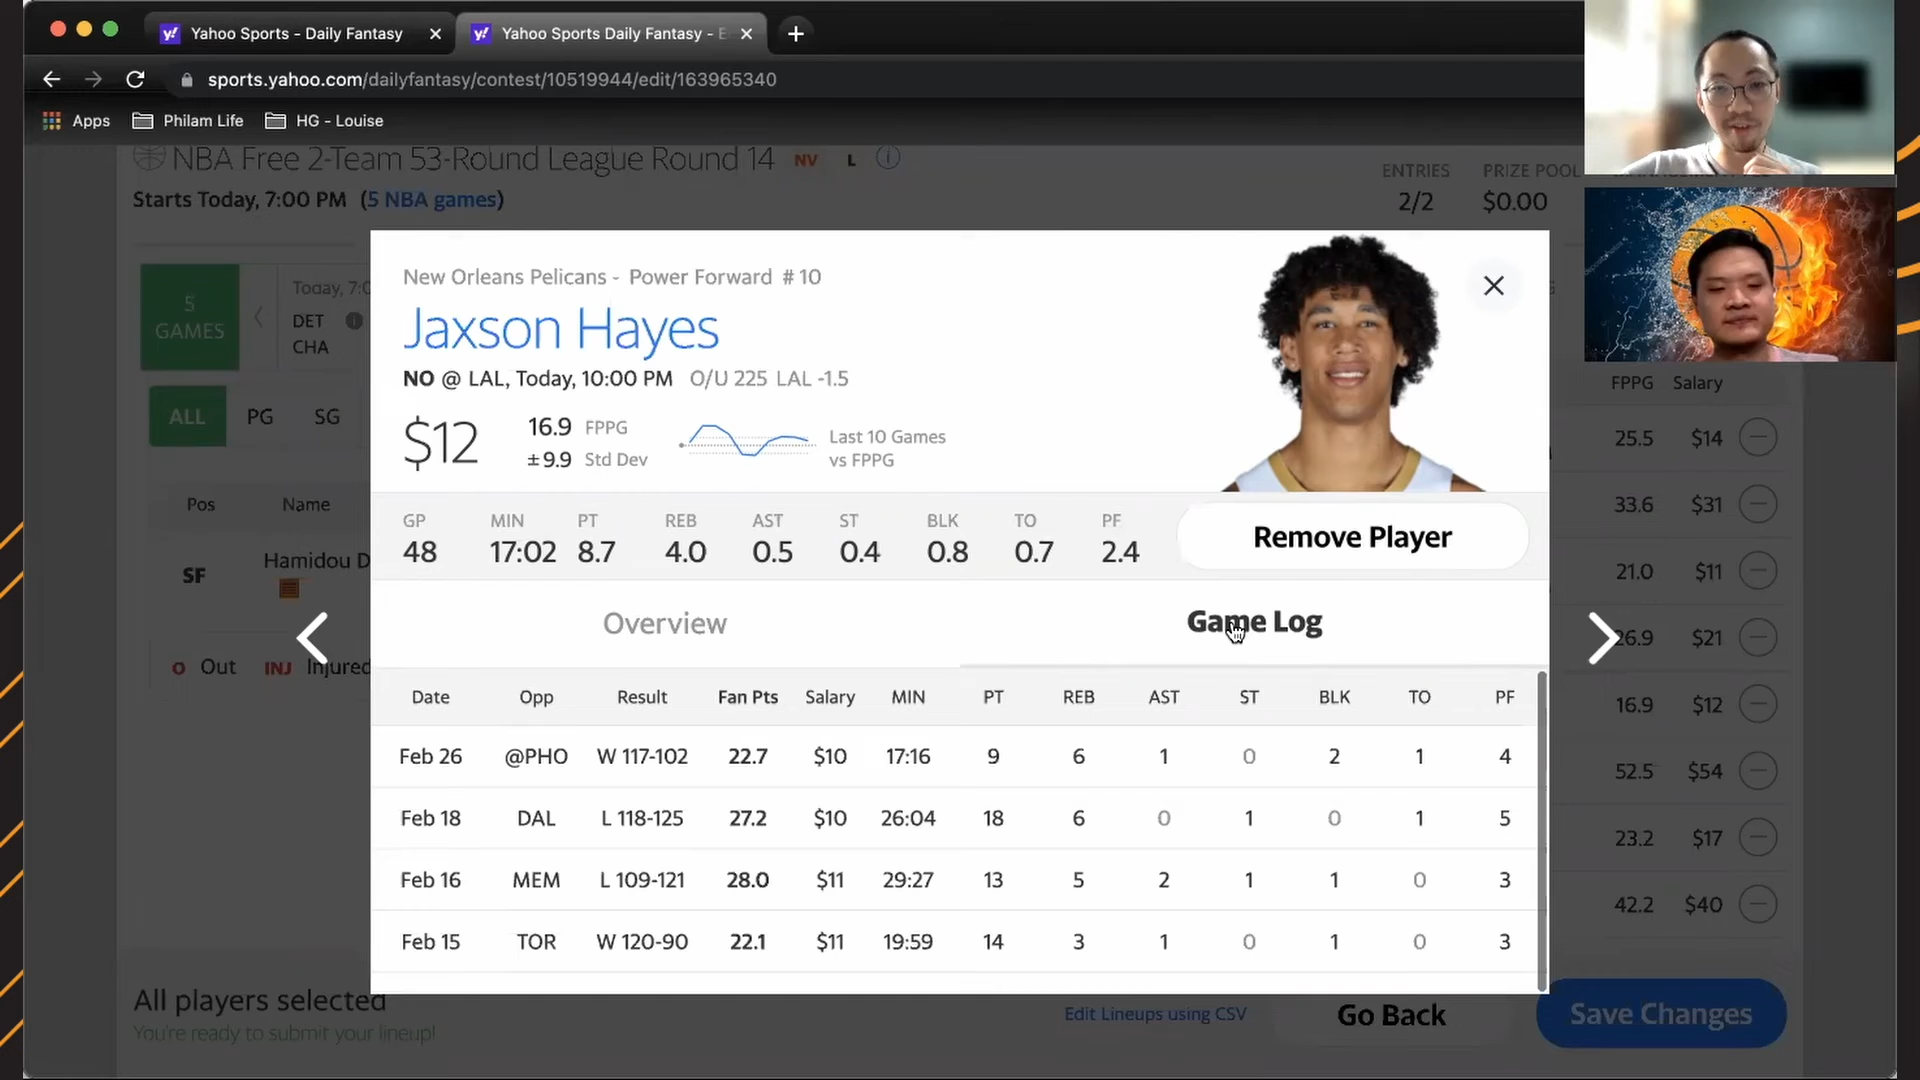 Yahoo Sports - Daily Fantasy
Yahoo Sports Daily Fantasy - E
sports.yahoo.com/dailyfantasy/contest/10519944/edit/163965340
Apps
Philam Life
HG - Louise
NBA Free 2-Team 53-Round League Round 14 NV L
Starts Today, 7:00 PM (5 NBA games)
ENTRIES
2/2
PRIZE POOL
$0.00
5 GAMES
Today, 7:0
DET
CHA
ALL PG SG
Pos Name
SF Hamidou D
O Out INJ Injured
New Orleans Pelicans - Power Forward # 10
Jaxson Hayes
NO @ LAL, Today, 10:00 PM O/U 225 LAL -1.5
$12
16.9 FPPG
±9.9 Std Dev
Last 10 Games
vs FPPG
GP MIN PT REB AST ST BLK TO PF
48 17:02 8.7 4.0 0.5 0.4 0.8 0.7 2.4
Remove Player
Overview
Game Log
Date Opp Result Fan Pts Salary MIN PT REB AST ST BLK TO PF
Feb 26 @PHO W 117-102 22.7 $10 17:16 9 6 1 0 2 1 4
Feb 18 DAL L 118-125 27.2 $10 26:04 18 6 0 1 0 1 5
Feb 16 MEM L 109-121 28.0 $11 29:27 13 5 2 1 1 0 3
Feb 15 TOR W 120-90 22.1 $11 19:59 14 3 1 0 1 0 3
FPPG Salary
25.5 $14
33.6 $31
21.0 $11
26.9 $21
16.9 $12
52.5 $54
23.2 $17
42.2 $40
All players selected
You're ready to submit your lineup!
Edit Lineups using CSV
Go Back
Save Changes